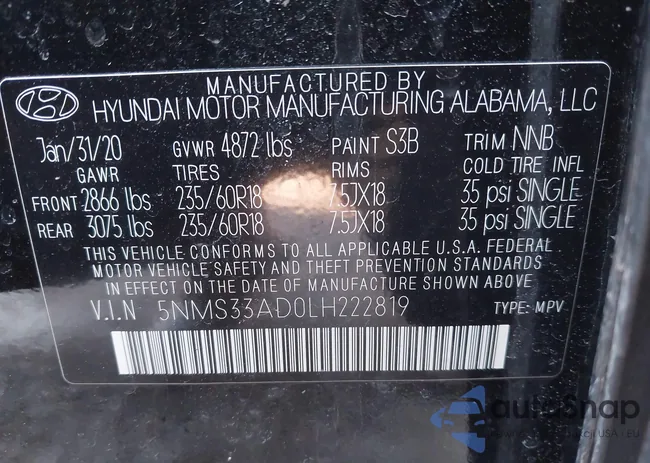 MANUFACTURED BY
HYUNDAI MOTOR MANUFACTURING ALABAMA, LLC
Jan/31/20 GVWR 4872 lbs PAINT S3B TRIM NNB
GAWR TIRES RIMS COLD TIRE INFL
FRONT 2866 lbs 235/60R18 7.5JX18 35 psi SINGLE
REAR 3075 lbs 235/60R18 7.5JX18 35 psi SINGLE
THIS VEHICLE CONFORMS TO ALL APPLICABLE U.S.A. FEDERAL
MOTOR VEHICLE SAFETY AND THEFT PREVENTION STANDARDS
IN EFFECT ON THE DATE OF MANUFACTURE SHOWN ABOVE
V.I.N 5NMS33AD0LH222819 TYPE: MPV
autoSnap
USA - EU